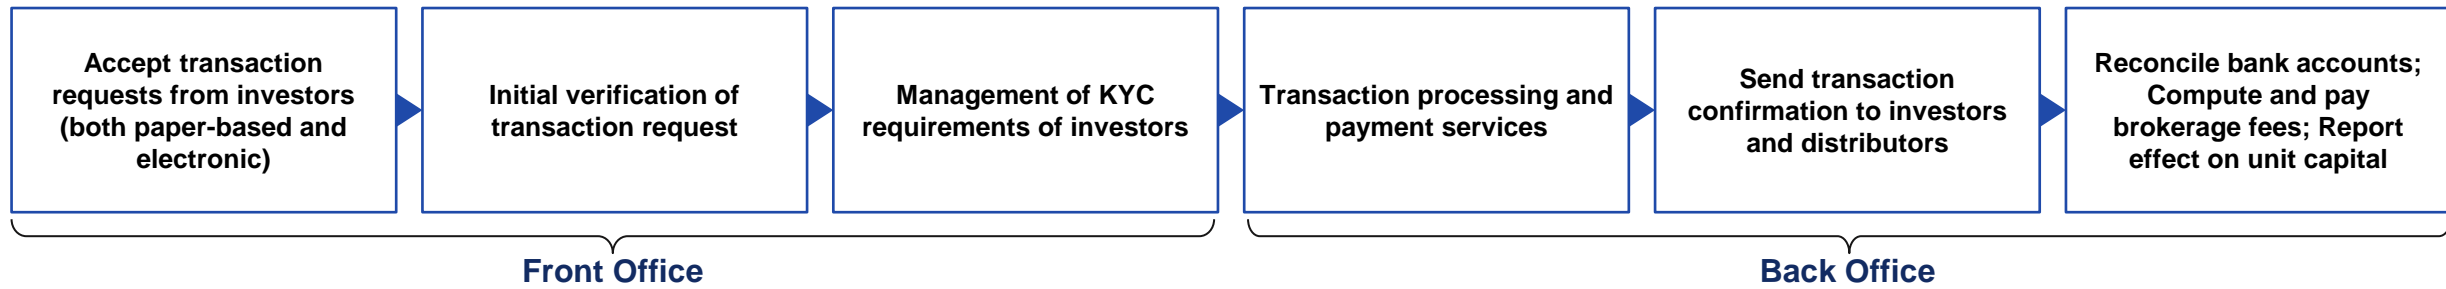 Accept transaction
requests from investors
(both paper-based and
electronic)
Initial verification of
transaction request
Management of KYC
requirements of investors
Transaction processing and
payment services
Send transaction
confirmation to investors
and distributors
Reconcile bank accounts;
Compute and pay
brokerage fees; Report
effect on unit capital
Front Office
Back Office